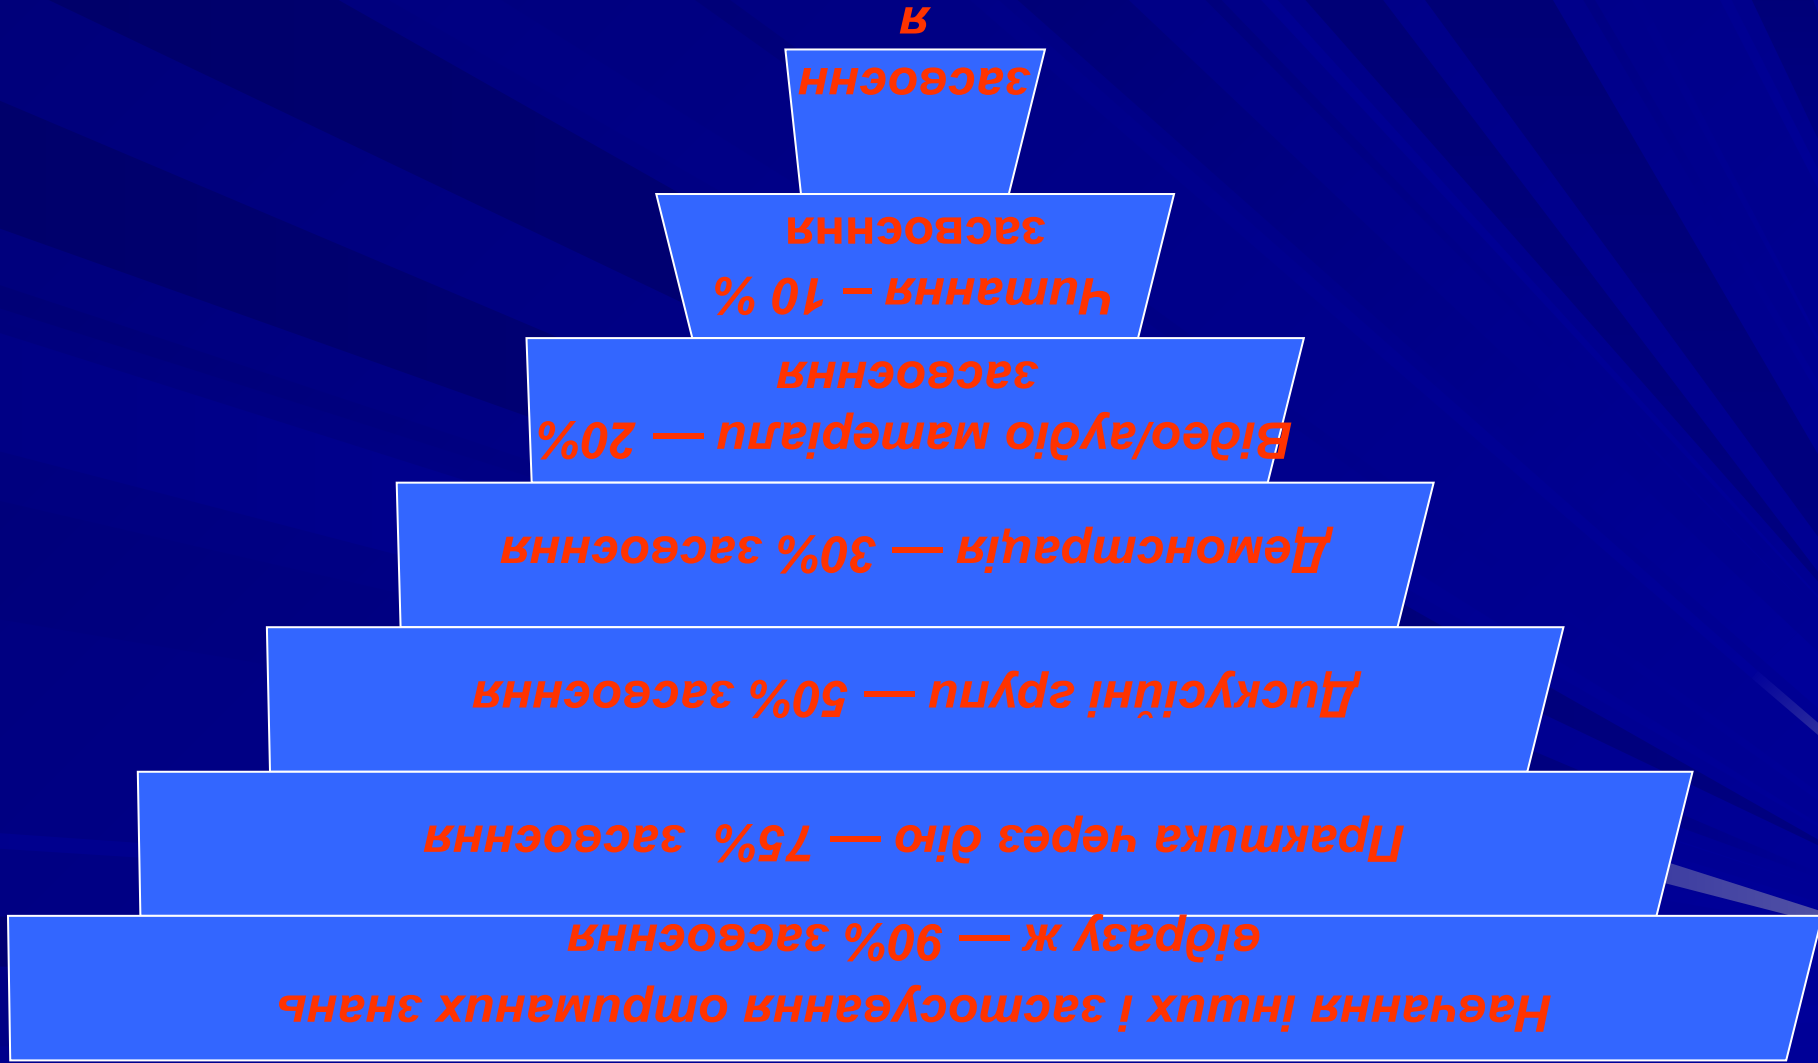 Навчання інших і застосування отриманих знань
відразу ж — 90% засвоєння
Практика через дію — 75% засвоєння
Дискусійні групи — 50% засвоєння
Демонстрація — 30% засвоєння
Відео/аудіо матеріали — 20%
засвоєння
Читання – 10 %
засвоєння
засвоєнн
я